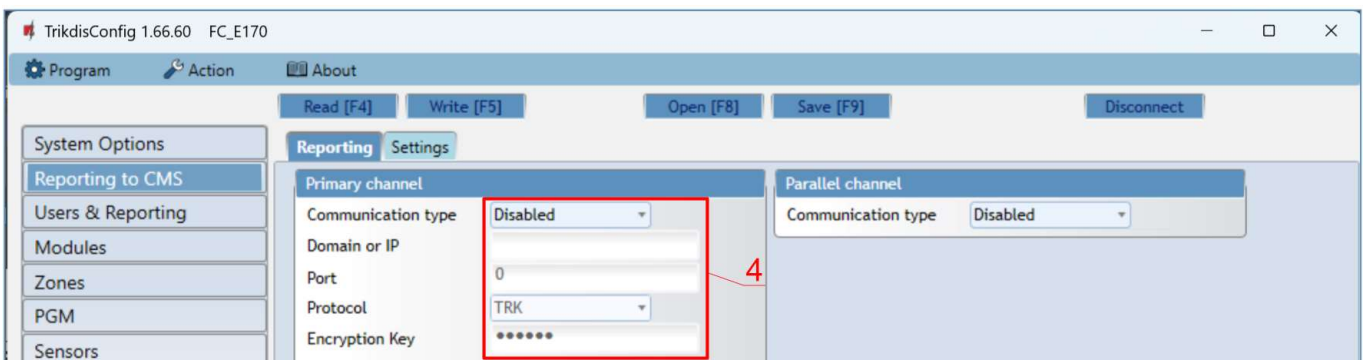 TrikdisConfig 1.66.60 FC_E170
Program Action About
Read [F4] Write [F5] Open [F8] Save [F9] Disconnect
System Options
Reporting to CMS
Users & Reporting
Modules
Zones
PGM
Sensors
Reporting Settings
Primary channel
Communication type Disabled
Domain or IP
Port 0
Protocol TRK
Encryption Key ••••••
4
Parallel channel
Communication type Disabled